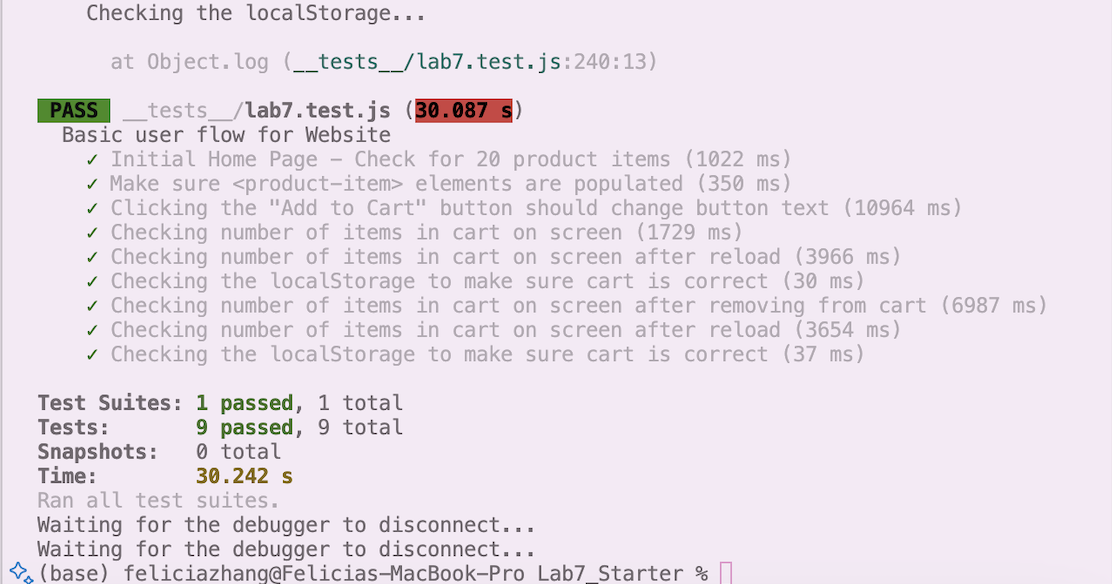 Checking the localStorage...
at Object.log (__tests__/lab7.test.js:240:13)
PASS __tests__/lab7.test.js (30.087 s)
Basic user flow for Website
✓ Initial Home Page – Check for 20 product items (1022 ms)
✓ Make sure <product-item> elements are populated (350 ms)
✓ Clicking the "Add to Cart" button should change button text (10964 ms)
✓ Checking number of items in cart on screen (1729 ms)
✓ Checking number of items in cart on screen after reload (3966 ms)
✓ Checking the localStorage to make sure cart is correct (30 ms)
✓ Checking number of items in cart on screen after removing from cart (6987 ms)
✓ Checking number of items in cart on screen after reload (3654 ms)
✓ Checking the localStorage to make sure cart is correct (37 ms)
Test Suites: 1 passed, 1 total
Tests: 9 passed, 9 total
Snapshots: 0 total
Time: 30.242 s
Ran all test suites.
Waiting for the debugger to disconnect...
Waiting for the debugger to disconnect...
(base) feliciazhang@Felicias-MacBook-Pro Lab7_Starter %